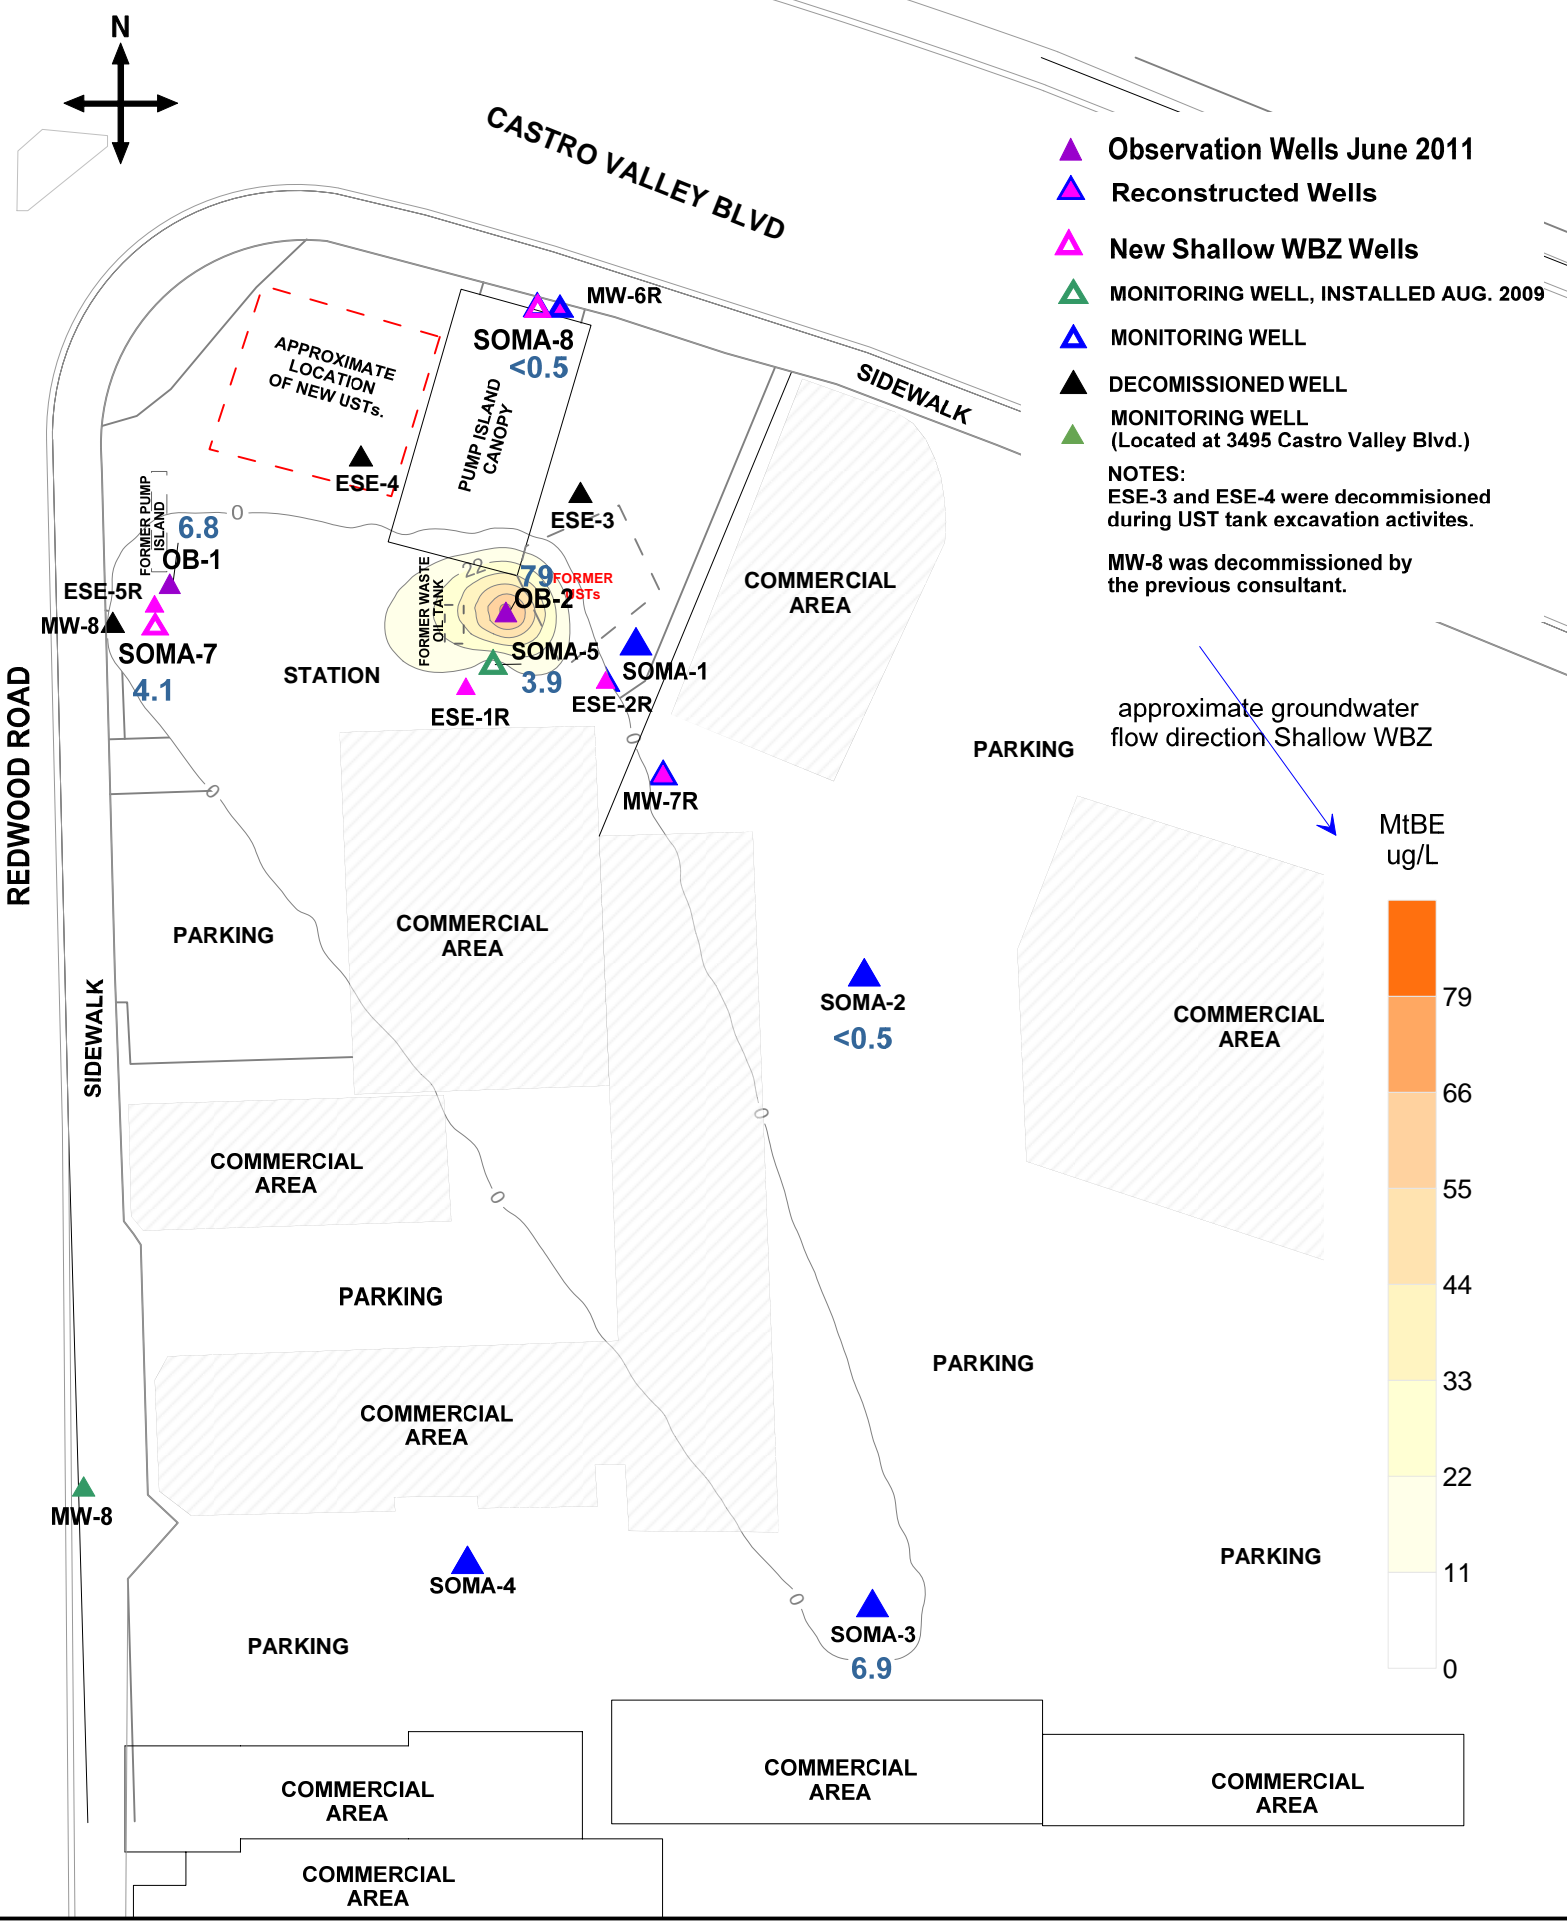 N
CASTRO VALLEY BLVD
Observation Wells June 2011
Reconstructed Wells
New Shallow WBZ Wells
MONITORING WELL, INSTALLED AUG. 2009
MONITORING WELL
DECOMISSIONED WELL
MONITORING WELL
(Located at 3495 Castro Valley Blvd.)
NOTES:
ESE-3 and ESE-4 were decommisioned
during UST tank excavation activites.
MW-8 was decommissioned by
the previous consultant.
MW-6R
SOMA-8
<0.5
APPROXIMATE
LOCATION
OF NEW USTs.
PUMP ISLAND
CANOPY
SIDEWALK
ESE-4
ESE-3
FORMER PUMP
ISLAND
0
6.8
OB-1
ESE-5R
MW-8
SOMA-7
4.1
22
79
OB-2
FORMER
USTs
FORMER WASTE
OIL TANK
SOMA-5
3.9
SOMA-1
ESE-2R
ESE-1R
STATION
COMMERCIAL
AREA
REDWOOD ROAD
approximate groundwater
flow direction Shallow WBZ
PARKING
0
0
MW-7R
MtBE
ug/L
79
66
55
44
33
22
11
0
PARKING
COMMERCIAL
AREA
SOMA-2
<0.5
COMMERCIAL
AREA
SIDEWALK
0
COMMERCIAL
AREA
0
PARKING
PARKING
COMMERCIAL
AREA
MW-8
SOMA-4
PARKING
0
SOMA-3
6.9
PARKING
COMMERCIAL
AREA
COMMERCIAL
AREA
COMMERCIAL
AREA
COMMERCIAL
AREA